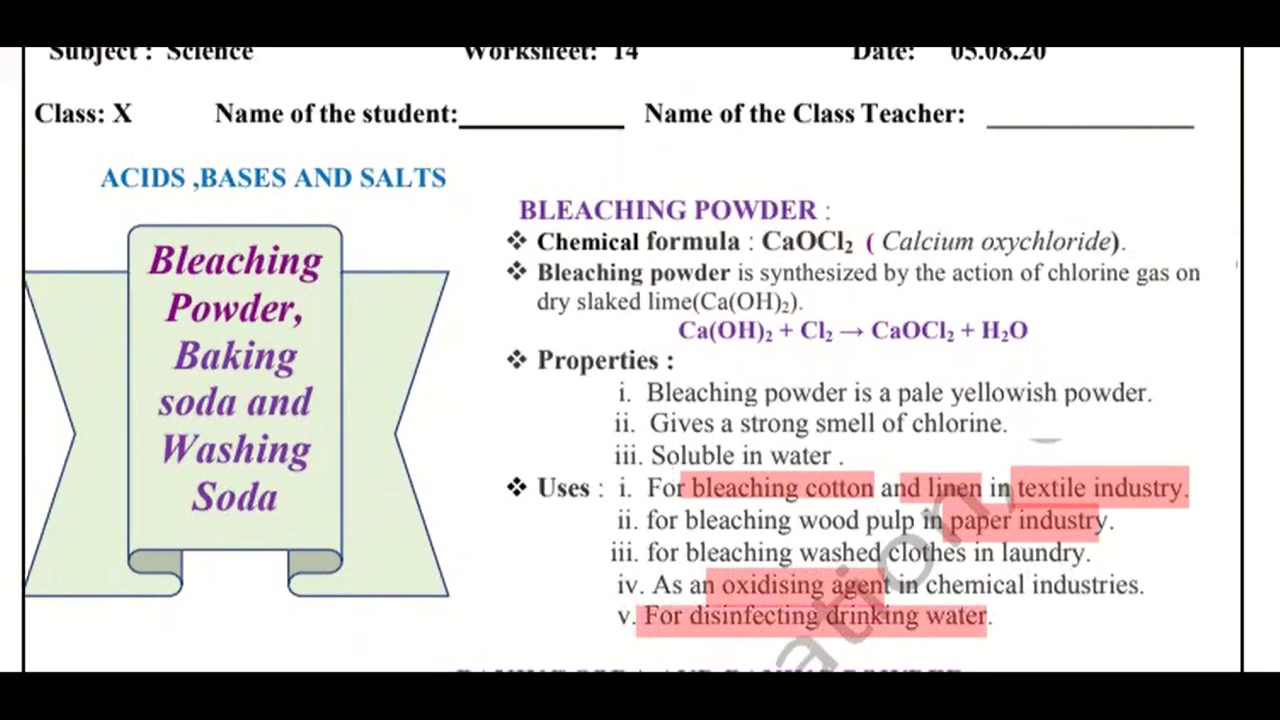 Subject : Science Worksheet: 14 Date: 05.08.20
Class: X Name of the student:__________ Name of the Class Teacher: __________
ACIDS ,BASES AND SALTS
Bleaching
Powder,
Baking
soda and
Washing
Soda
BLEACHING POWDER :
❖ Chemical formula : CaOCl₂ ( Calcium oxychloride).
❖ Bleaching powder is synthesized by the action of chlorine gas on
dry slaked lime(Ca(OH)₂).
Ca(OH)₂ + Cl₂ → CaOCl₂ + H₂O
❖ Properties :
i. Bleaching powder is a pale yellowish powder.
ii. Gives a strong smell of chlorine.
iii. Soluble in water .
❖ Uses : i. For bleaching cotton and linen in textile industry.
ii. for bleaching wood pulp in paper industry.
iii. for bleaching washed clothes in laundry.
iv. As an oxidising agent in chemical industries.
v. For disinfecting drinking water.